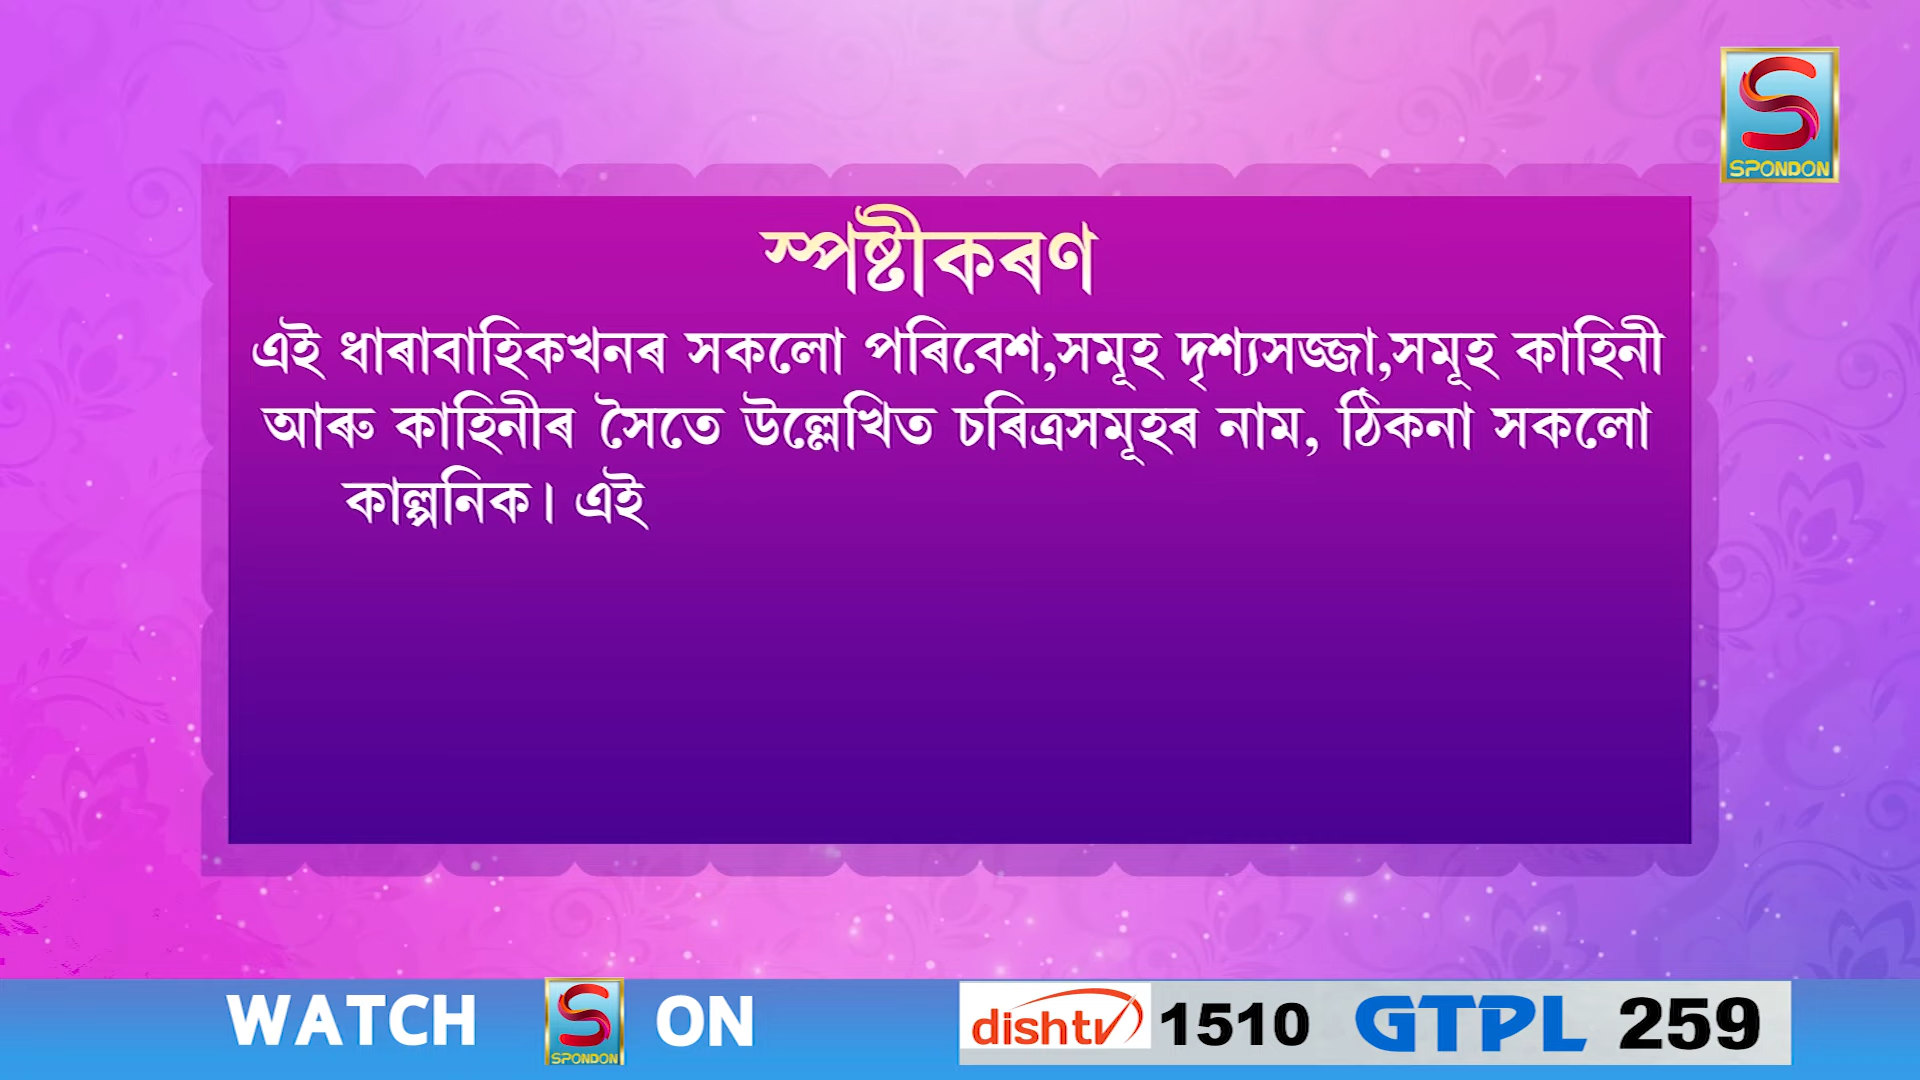 SPONDON
স্পষ্টীকৰণ
এই ধাৰাবাহিকখনৰ সকলো পৰিবেশ,সমূহ দৃশ্যসজ্জা,সমূহ কাহিনী
আৰু কাহিনীৰ সৈতে উল্লেখিত চৰিত্ৰসমূহৰ নাম, ঠিকনা সকলো
কাল্পনিক। এই
WATCH S SPONDON ON dishtv 1510 GTPL 259